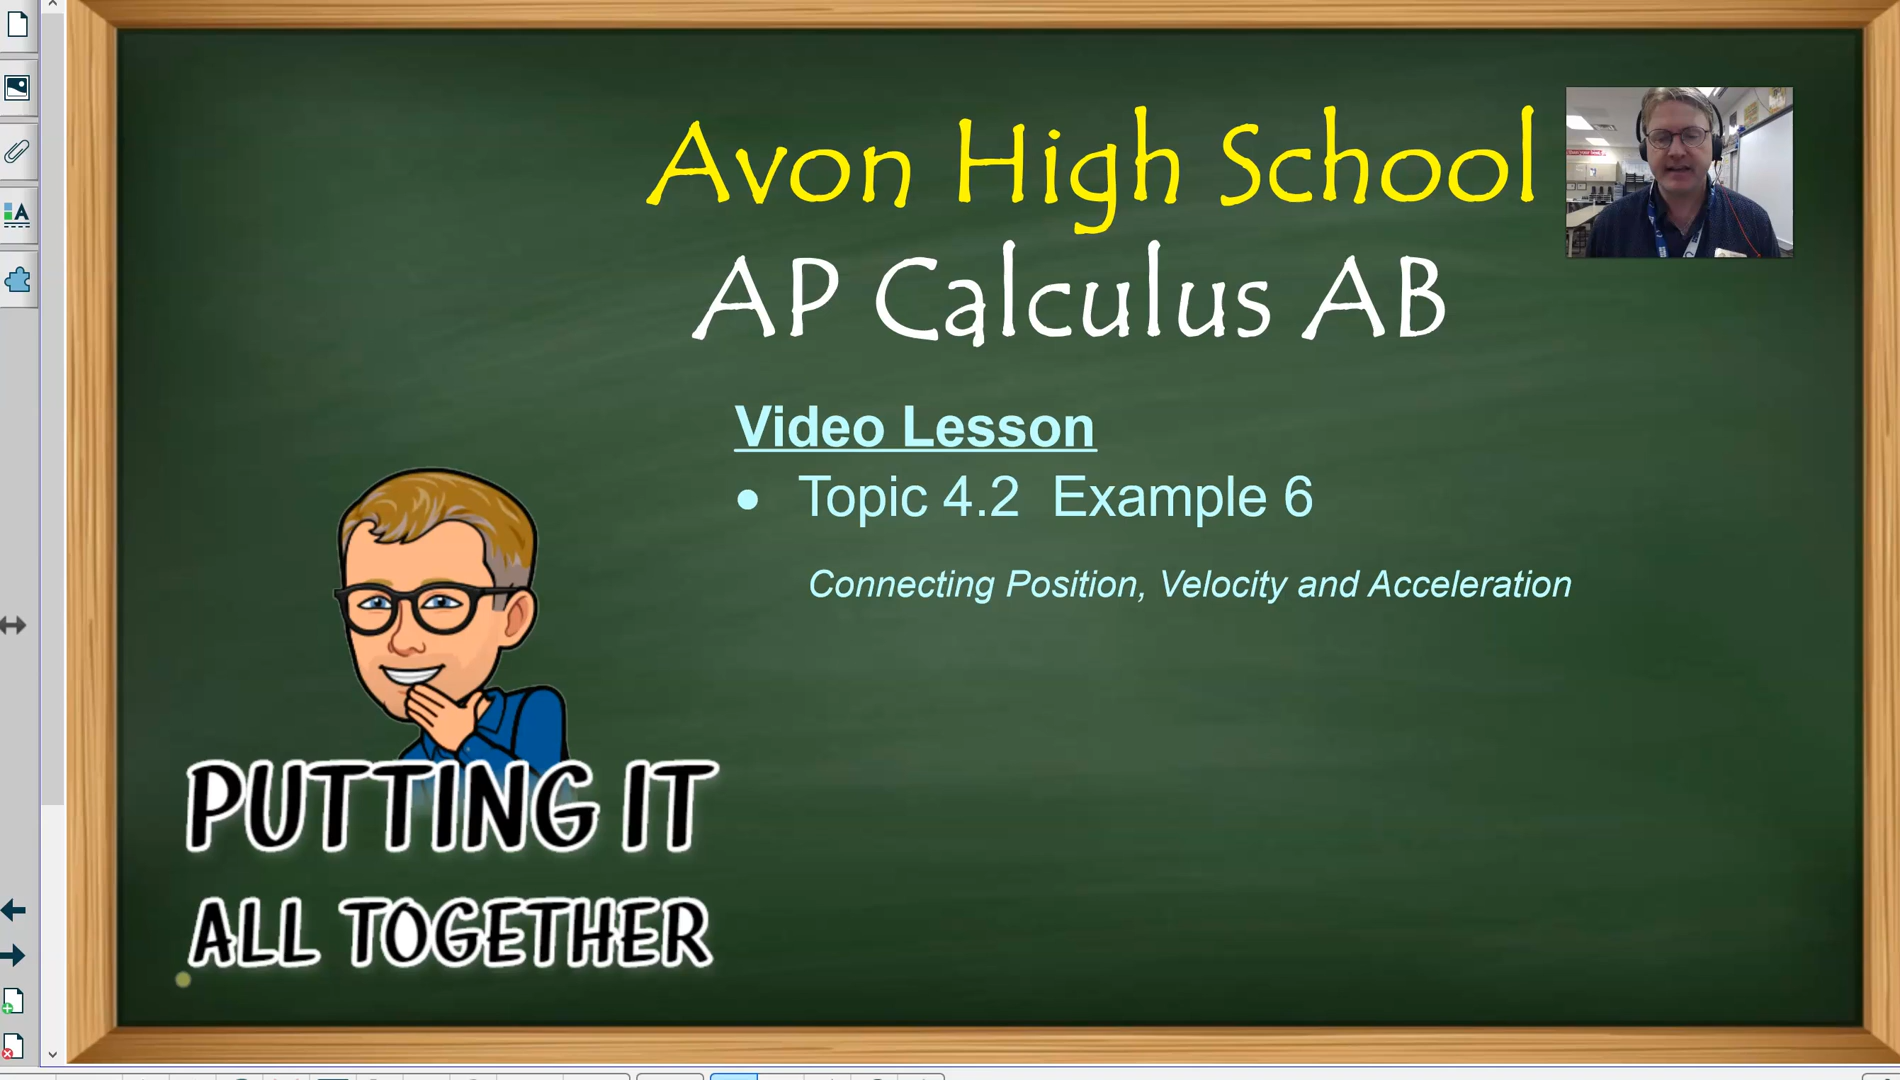 Avon High School
AP Calculus AB
Video Lesson
• Topic 4.2 Example 6
Connecting Position, Velocity and Acceleration
PUTTING IT
ALL TOGETHER